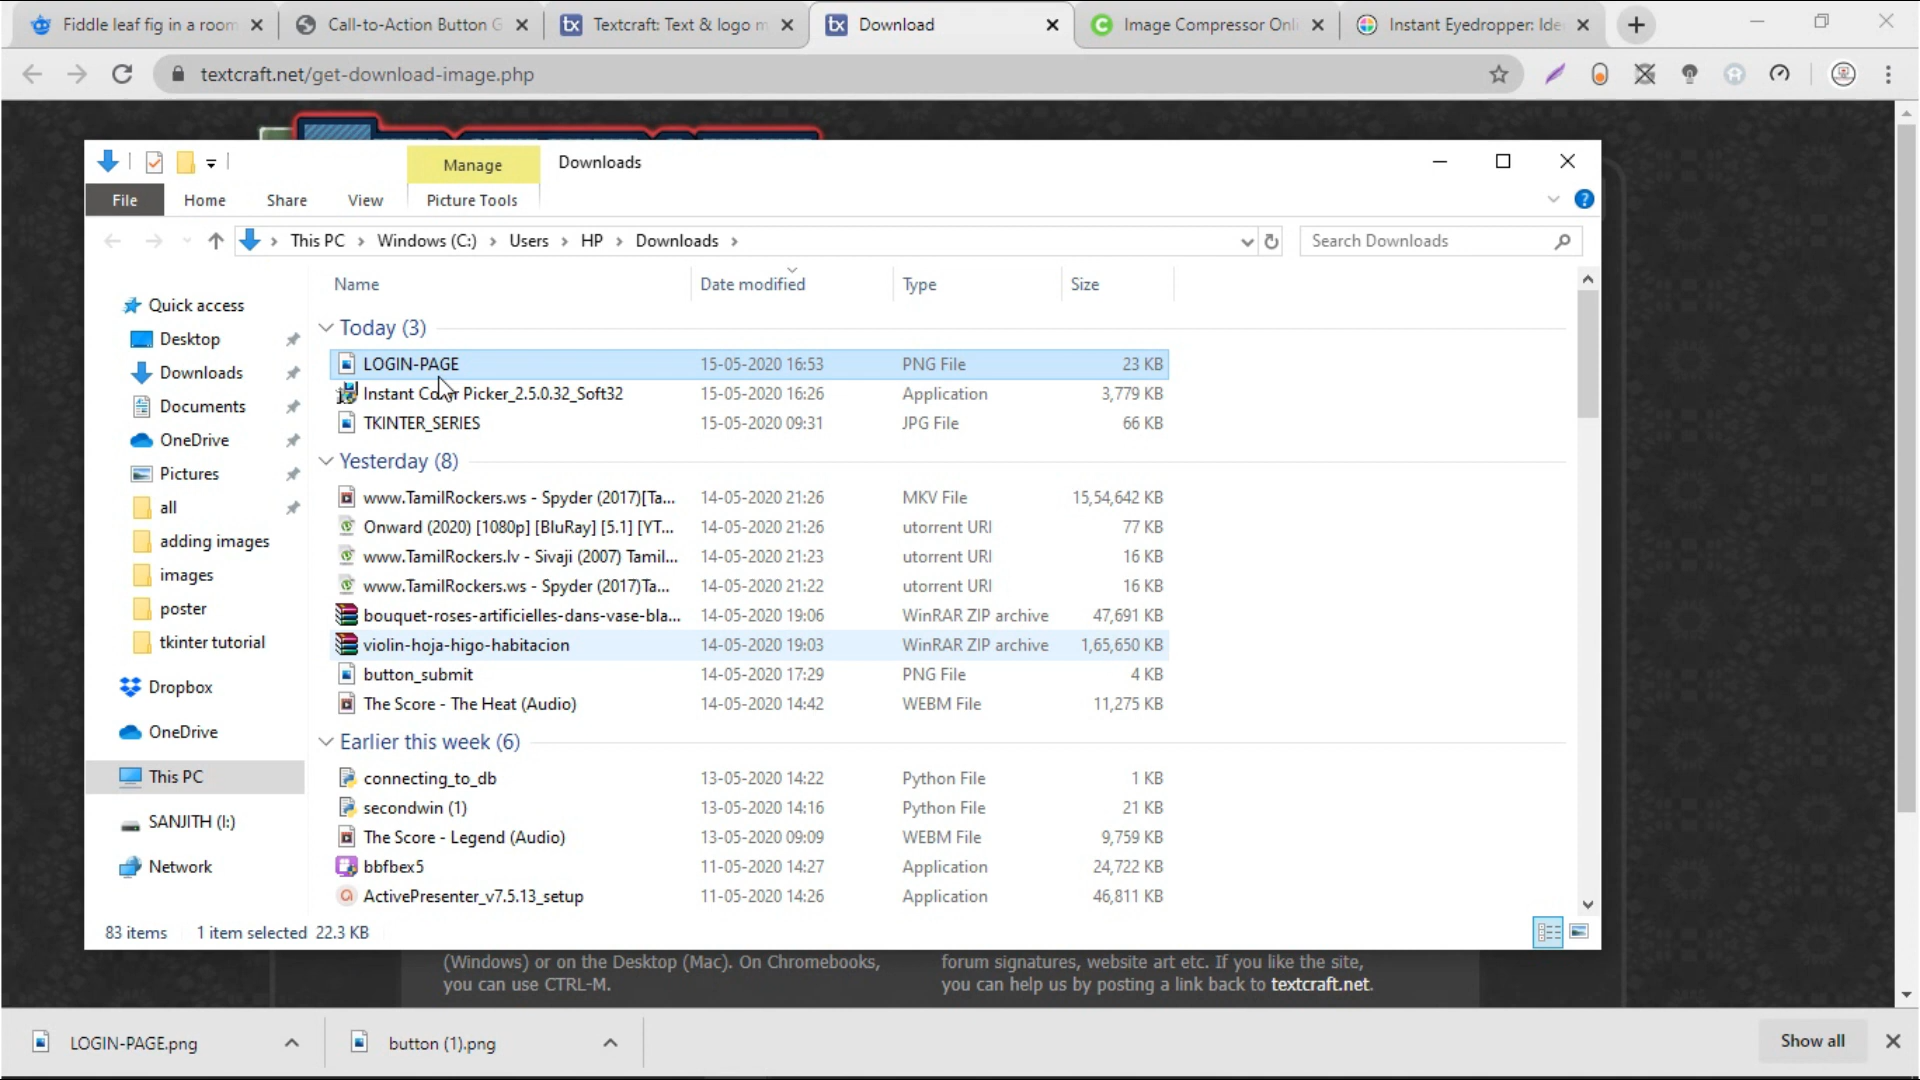 Fiddle leaf fig in a room
Call-to-Action Button G
Textcraft: Text & logo m
Download
Image Compressor Onli
Instant Eyedropper: Ide
textcraft.net/get-download-image.php
Manage
Downloads
File
Home
Share
View
Picture Tools
This PC
Windows (C:)
Users
HP
Downloads
Search Downloads
Name
Date modified
Type
Size
Quick access
Desktop
Downloads
Documents
OneDrive
Pictures
all
adding images
images
poster
tkinter tutorial
Dropbox
OneDrive
This PC
SANJITH (I:)
Network
Today (3)
LOGIN-PAGE 15-05-2020 16:53 PNG File 23 KB
Instant Color Picker_2.5.0.32_Soft32 15-05-2020 16:26 Application 3,779 KB
TKINTER_SERIES 15-05-2020 09:31 JPG File 66 KB
Yesterday (8)
www.TamilRockers.ws - Spyder (2017)[Ta... 14-05-2020 21:26 MKV File 15,54,642 KB
Onward (2020) [1080p] [BluRay] [5.1] [YT... 14-05-2020 21:26 utorrent URI 77 KB
www.TamilRockers.lv - Sivaji (2007) Tamil... 14-05-2020 21:23 utorrent URI 16 KB
www.TamilRockers.ws - Spyder (2017)Ta... 14-05-2020 21:22 utorrent URI 16 KB
bouquet-roses-artificielles-dans-vase-bla... 14-05-2020 19:06 WinRAR ZIP archive 47,691 KB
violin-hoja-higo-habitacion 14-05-2020 19:03 WinRAR ZIP archive 1,65,650 KB
button_submit 14-05-2020 17:29 PNG File 4 KB
The Score - The Heat (Audio) 14-05-2020 14:42 WEBM File 11,275 KB
Earlier this week (6)
connecting_to_db 13-05-2020 14:22 Python File 1 KB
secondwin (1) 13-05-2020 14:16 Python File 21 KB
The Score - Legend (Audio) 13-05-2020 09:09 WEBM File 9,759 KB
bbfbex5 11-05-2020 14:27 Application 24,722 KB
ActivePresenter_v7.5.13_setup 11-05-2020 14:26 Application 46,811 KB
83 items
1 item selected 22.3 KB
(Windows) or on the Desktop (Mac). On Chromebooks,
you can use CTRL-M.
forum signatures, website art etc. If you like the site,
you can help us by posting a link back to textcraft.net.
LOGIN-PAGE.png
button (1).png
Show all